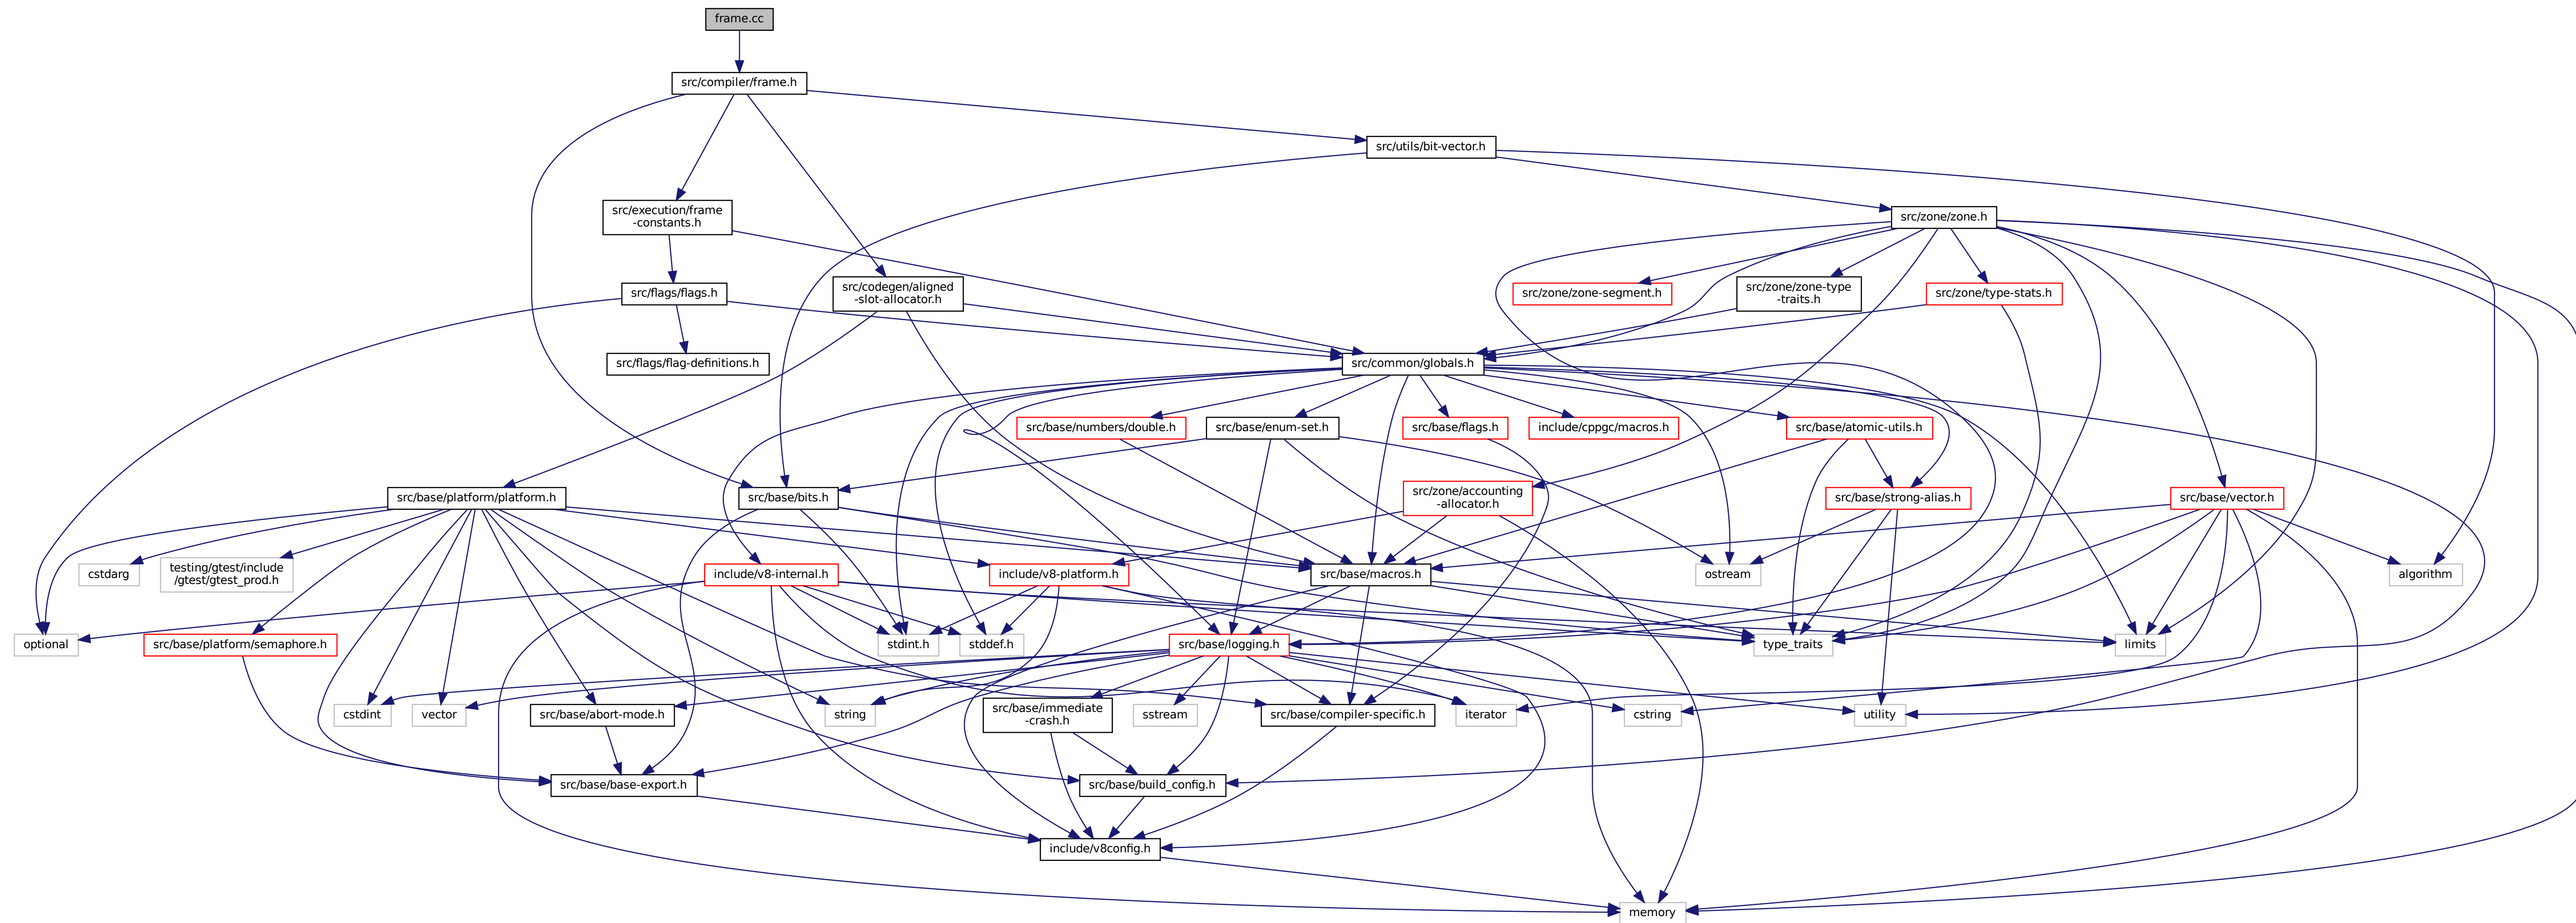 frame.cc
src/compiler/frame.h
src/utils/bit-vector.h
src/execution/frame
-constants.h
src/zone/zone.h
src/flags/flags.h
src/codegen/aligned
-slot-allocator.h
src/zone/zone-segment.h
src/zone/zone-type
-traits.h
src/zone/type-stats.h
src/flags/flag-definitions.h
src/common/globals.h
src/base/numbers/double.h
src/base/enum-set.h
src/base/flags.h
include/cppgc/macros.h
src/base/atomic-utils.h
src/base/platform/platform.h
src/base/bits.h
src/zone/accounting
-allocator.h
src/base/strong-alias.h
src/base/vector.h
cstdarg
testing/gtest/include
/gtest/gtest_prod.h
include/v8-internal.h
include/v8-platform.h
src/base/macros.h
ostream
algorithm
optional
src/base/platform/semaphore.h
stdint.h
stddef.h
src/base/logging.h
type_traits
limits
cstdint
vector
src/base/abort-mode.h
string
src/base/immediate
-crash.h
sstream
src/base/compiler-specific.h
iterator
cstring
utility
src/base/base-export.h
src/base/build_config.h
include/v8config.h
memory